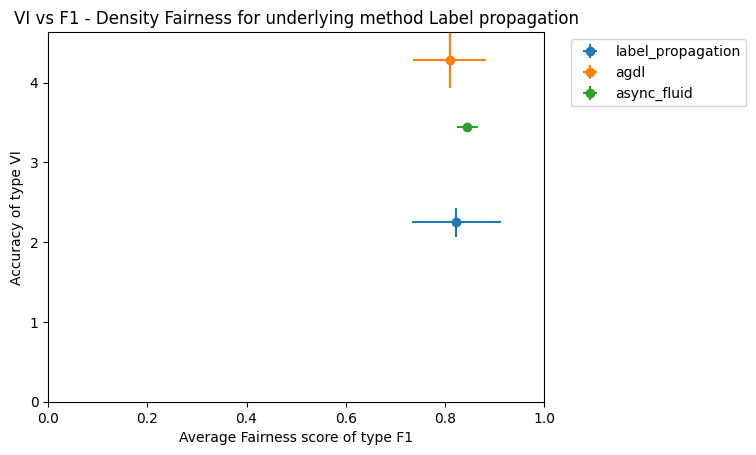 VI vs F1 - Density Fairness for underlying method Label propagation
label_propagation
agdl
async_fluid
Accuracy of type VI
4
3
2
1
0
0.0 0.2 0.4 0.6 0.8 1.0
Average Fairness score of type F1